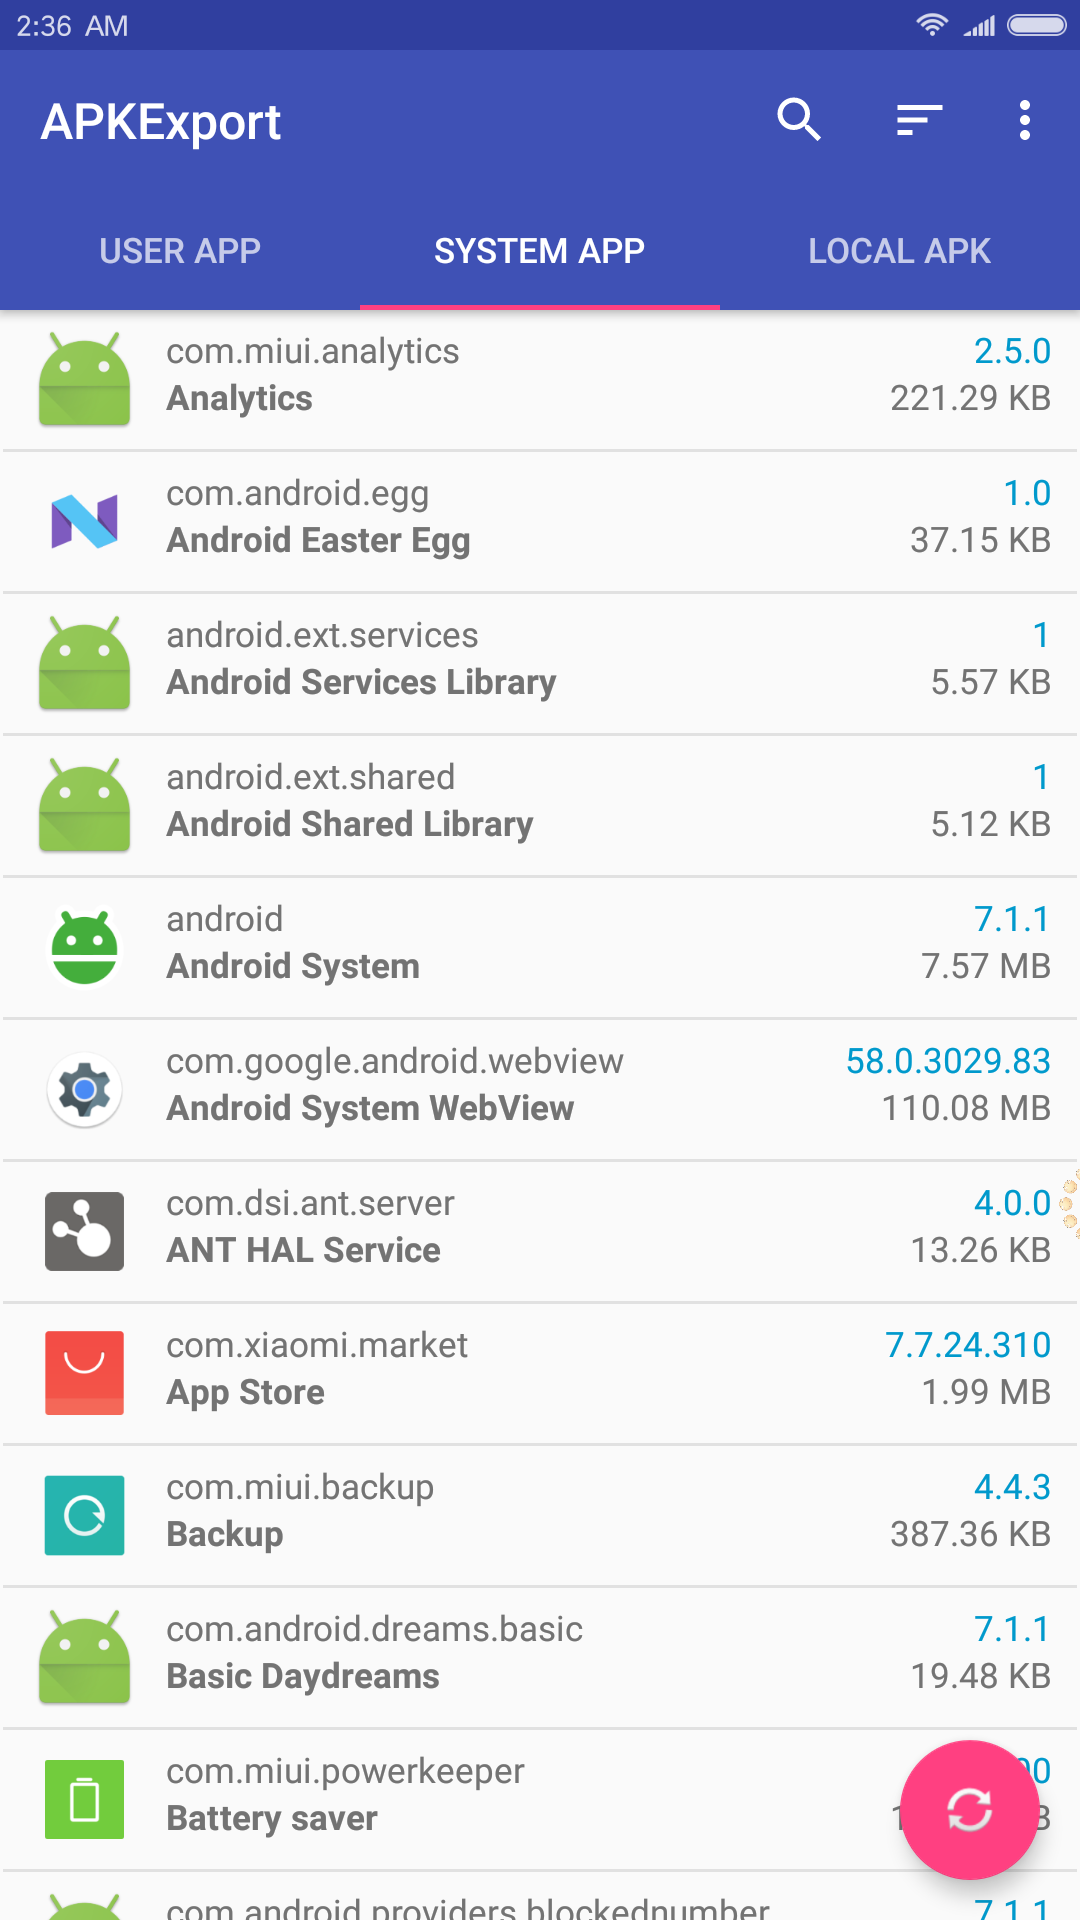 2:36 AM
APKExport
USER APP SYSTEM APP LOCAL APK
com.miui.analytics 2.5.0
Analytics 221.29 KB
com.android.egg 1.0
Android Easter Egg 37.15 KB
android.ext.services 1
Android Services Library 5.57 KB
android.ext.shared 1
Android Shared Library 5.12 KB
android 7.1.1
Android System 7.57 MB
com.google.android.webview 58.0.3029.83
Android System WebView 110.08 MB
com.dsi.ant.server 4.0.0
ANT HAL Service 13.26 KB
com.xiaomi.market 7.7.24.310
App Store 1.99 MB
com.miui.backup 4.4.3
Backup 387.36 KB
com.android.dreams.basic 7.1.1
Basic Daydreams 19.48 KB
com.miui.powerkeeper
Battery saver
com.android.providers.blockednumber 7.1.1